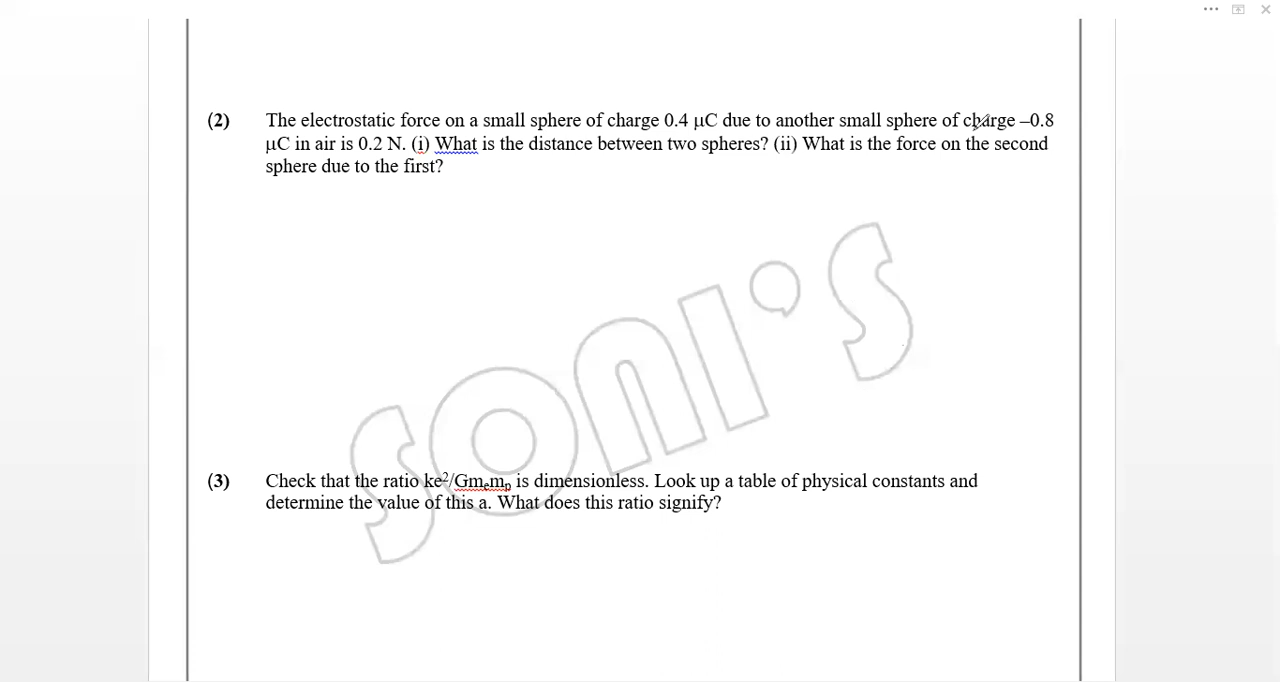 (2) The electrostatic force on a small sphere of charge 0.4 μC due to another small sphere of charge –0.8
μC in air is 0.2 N. (i) What is the distance between two spheres? (ii) What is the force on the second
sphere due to the first?
SONI'S
(3) Check that the ratio ke²/Gmₑmₚ is dimensionless. Look up a table of physical constants and
determine the value of this a. What does this ratio signify?